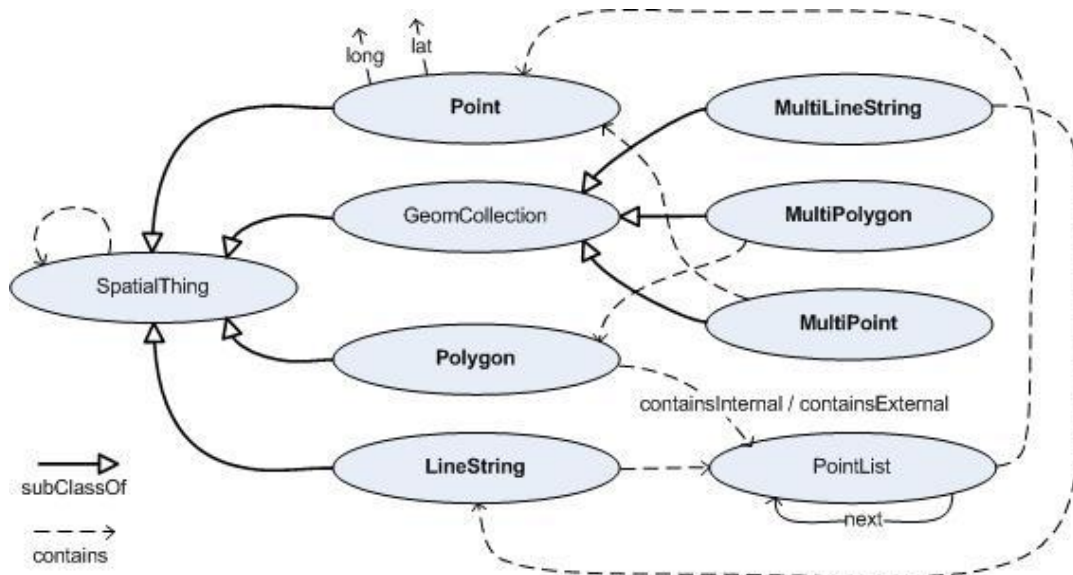 long
lat
Point
MultiLineString
GeomCollection
MultiPolygon
SpatialThing
MultiPoint
Polygon
containsInternal / containsExternal
LineString
PointList
subClassOf
next
contains